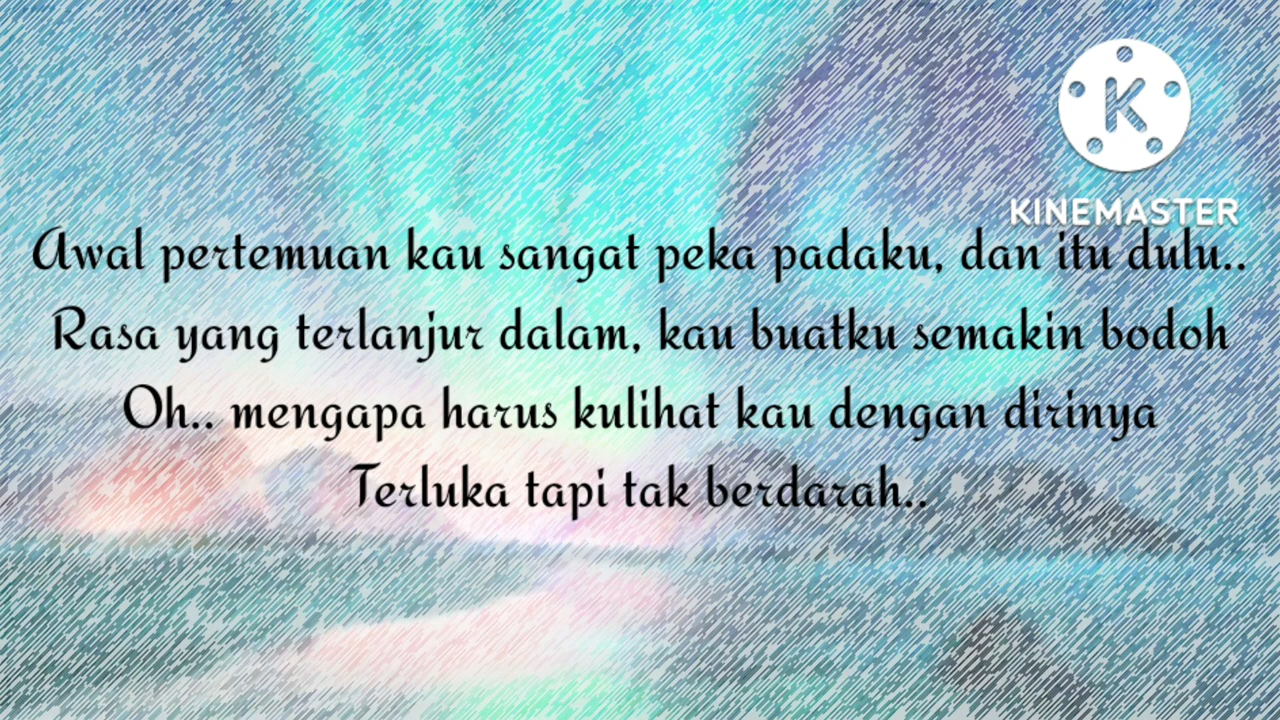 KINEMASTER
Awal pertemuan kau sangat peka padaku, dan itu dulu..
Rasa yang terlanjur dalam, kau buatku semakin bodoh
Oh.. mengapa harus kulihat kau dengan dirinya
Terluka tapi tak berdarah..